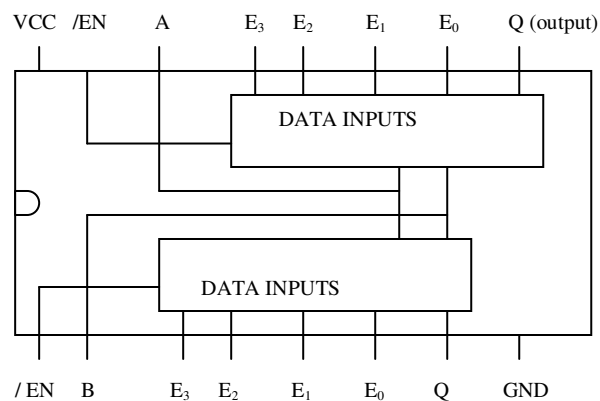 VCC /EN A E₃ E₂ E₁ E₀ Q (output)
DATA INPUTS
DATA INPUTS
/ EN B E₃ E₂ E₁ E₀ Q GND